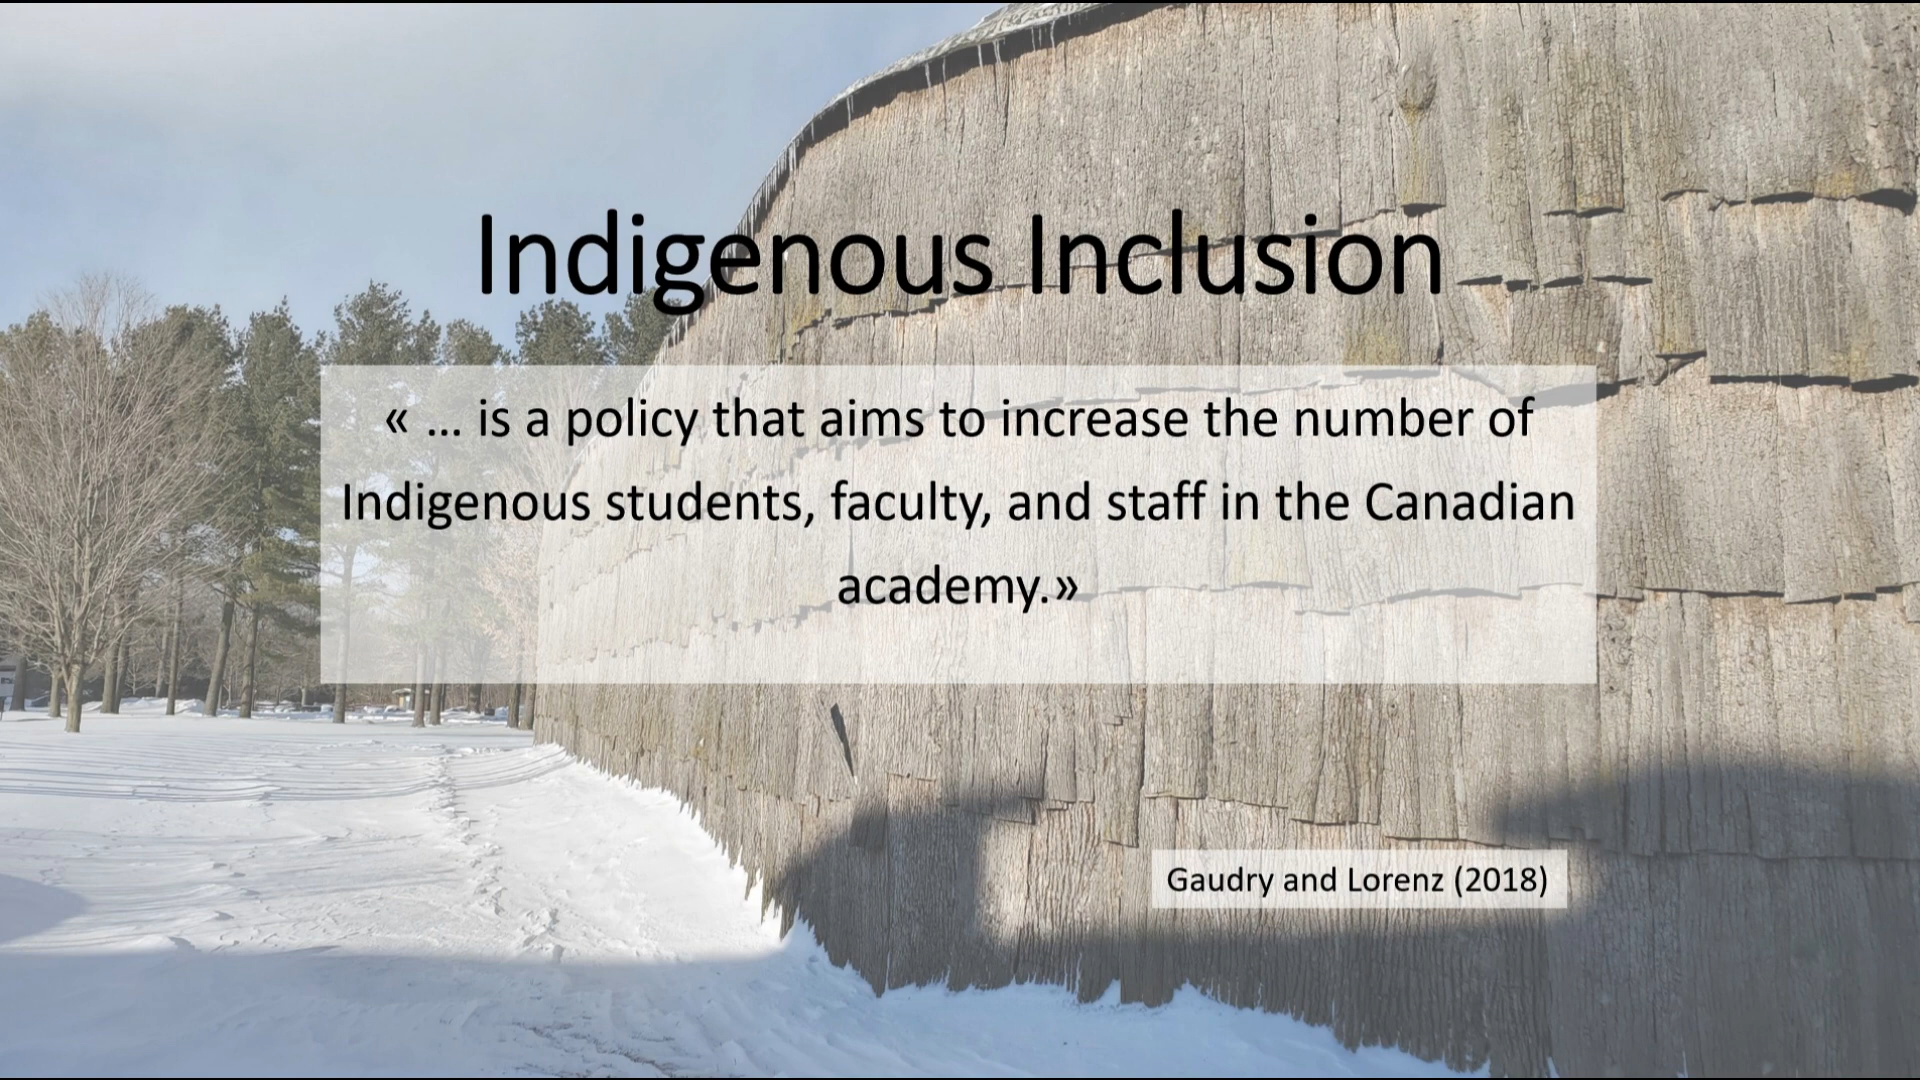 Indigenous Inclusion
« ... is a policy that aims to increase the number of
Indigenous students, faculty, and staff in the Canadian
academy.»
Gaudry and Lorenz (2018)